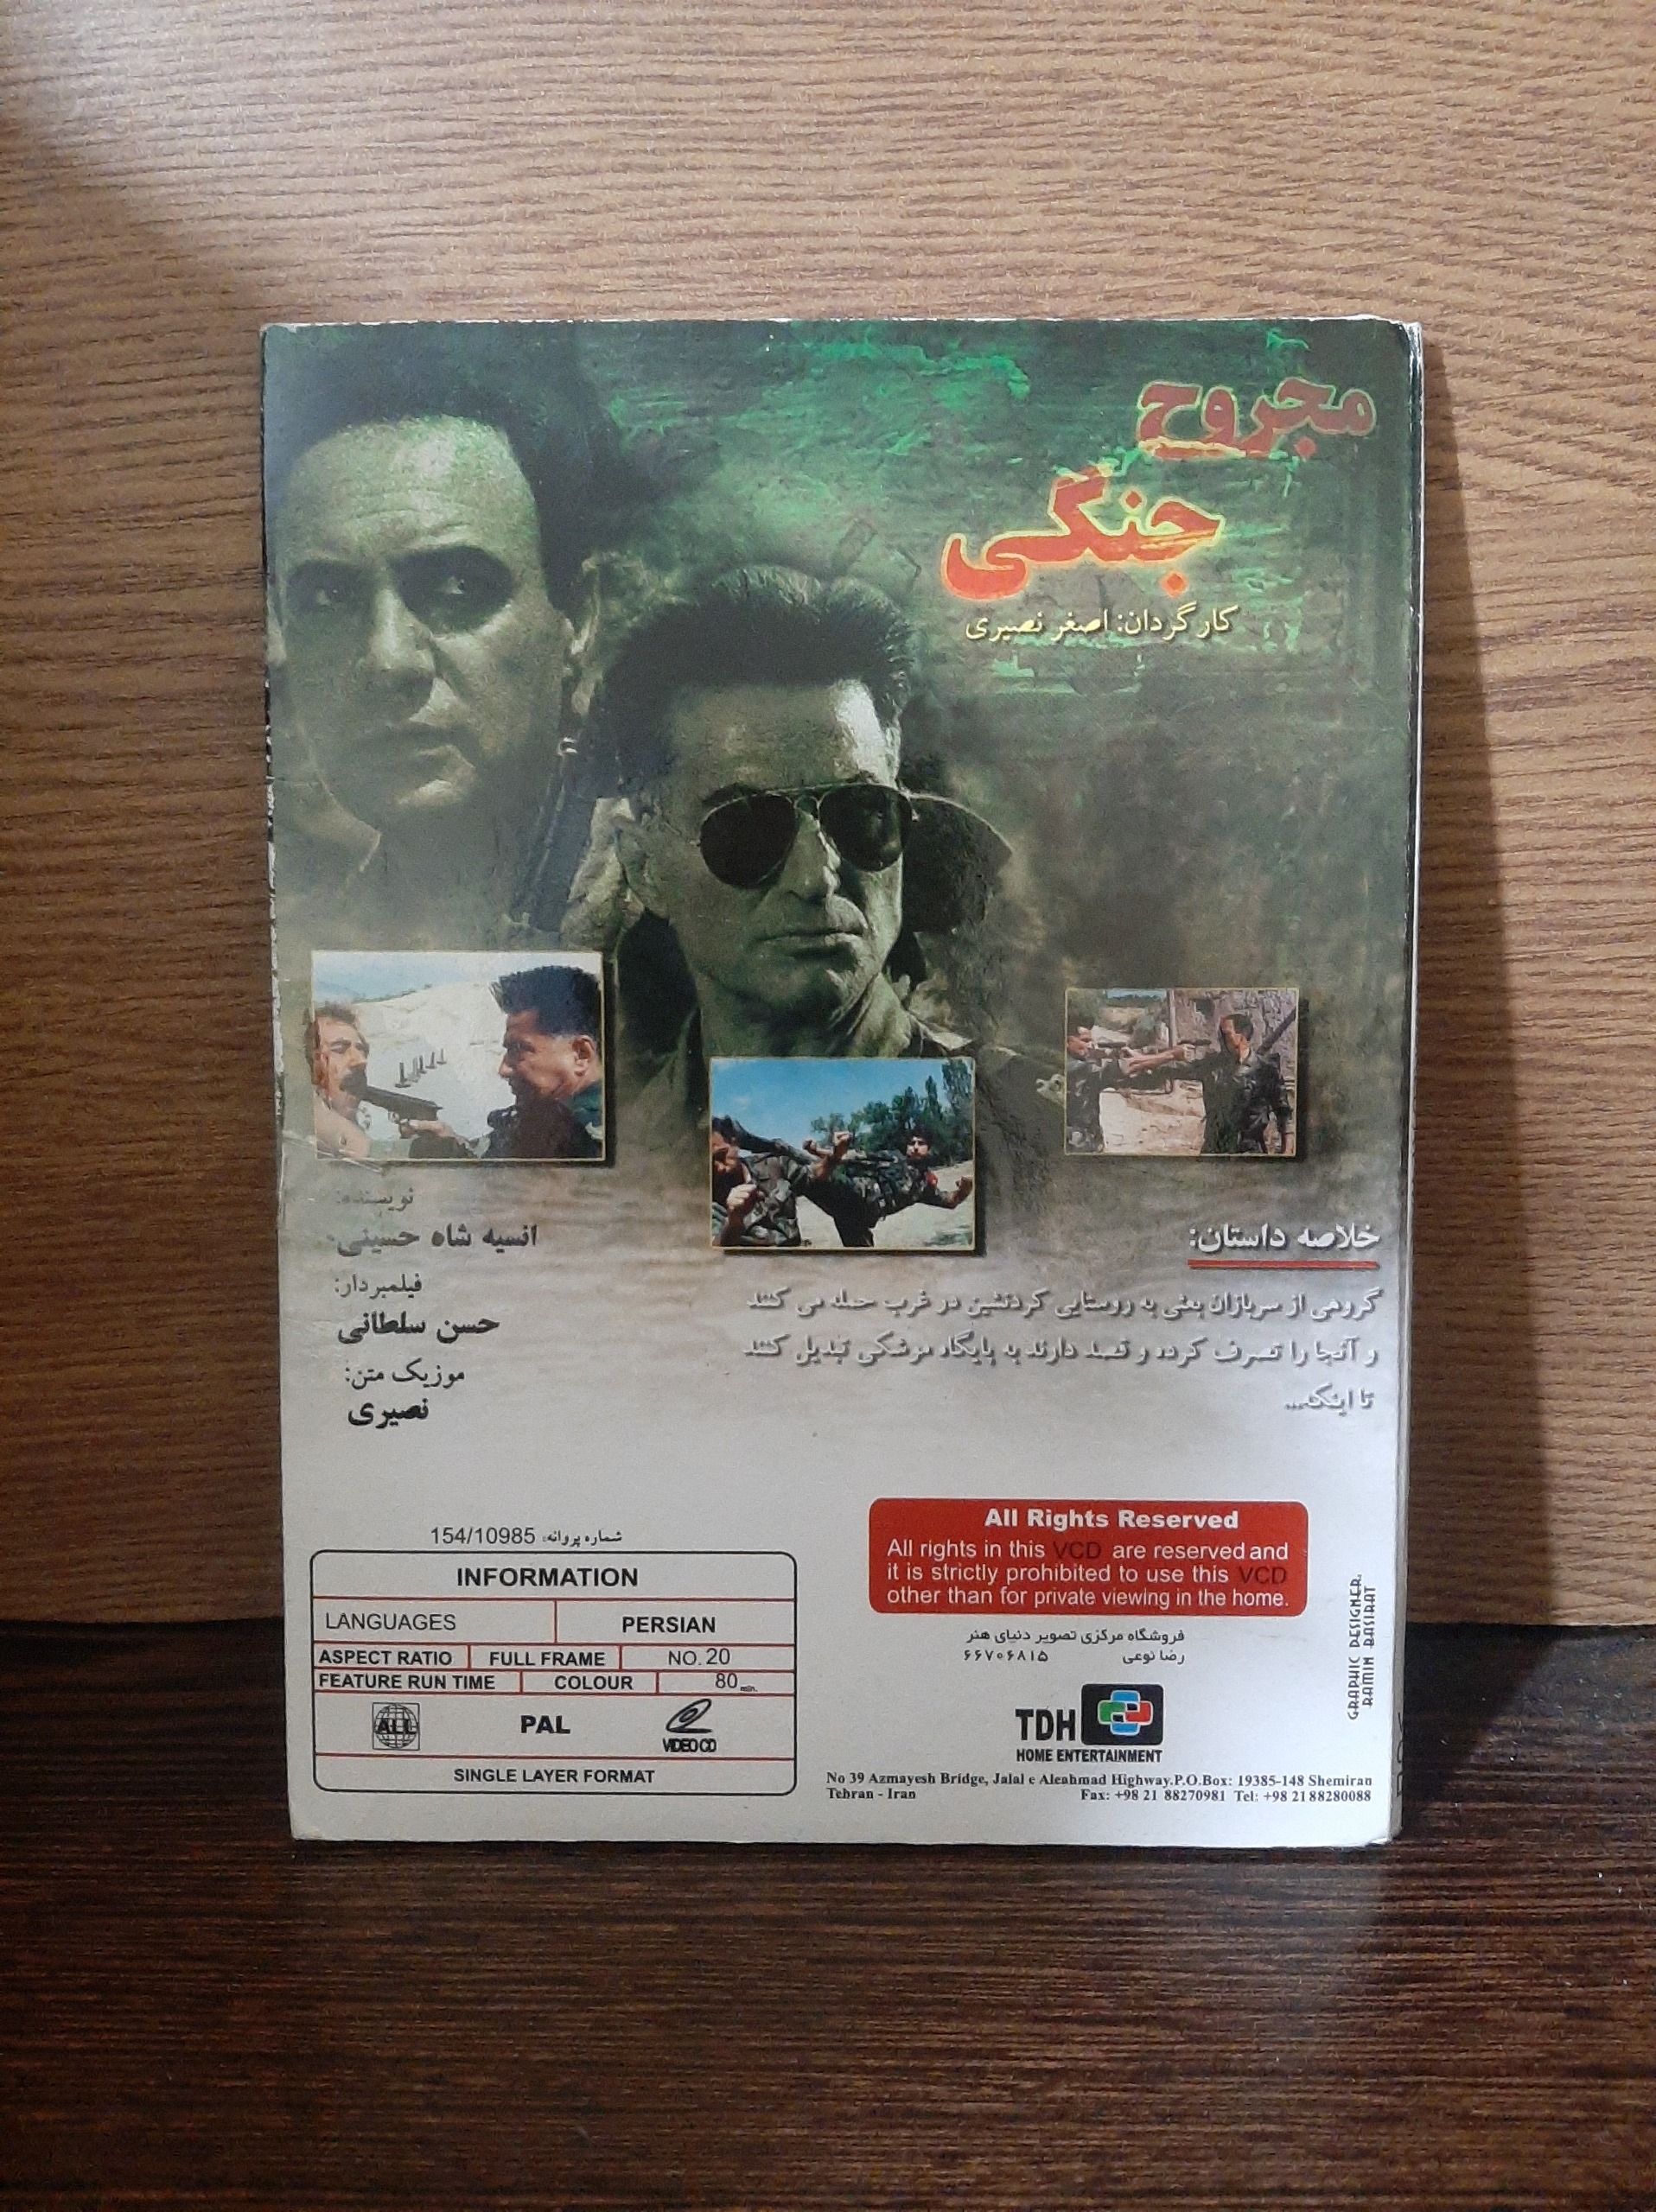 مجروح
جنگی
کارگردان: اصغر نصیری
نویسنده:
انسیه شاه حسینی
فیلمبردار:
حسن سلطانی
موزیک متن:
نصیری
خلاصه داستان:
گروهی از سربازان بعثی به روستایی کردنشین در غرب حمله می کنند
و آنجا را تصرف کرده و قصد دارند به پایگاه موشکی تبدیل کنند
تا اینکه...
شماره پروانه: 154/10985
INFORMATION
LANGUAGES PERSIAN
ASPECT RATIO FULL FRAME NO. 20
FEATURE RUN TIME COLOUR 80 min.
ALL PAL VIDEO CD
SINGLE LAYER FORMAT
All Rights Reserved
All rights in this VCD are reserved and
it is strictly prohibited to use this VCD
other than for private viewing in the home.
فروشگاه مرکزی تصویر دنیای هنر
رضا نوعی ۶۶۷۰۶۸۱۵
TDH
HOME ENTERTAINMENT
No 39 Azmayesh Bridge, Jalal e Aleahmad Highway.P.O.Box: 19385-148 Shemiran
Tehran - Iran Fax: +98 21 88270981 Tel: +98 21 88280088
GRAPHIC DESIGNER:
RAMIN BASIRAT